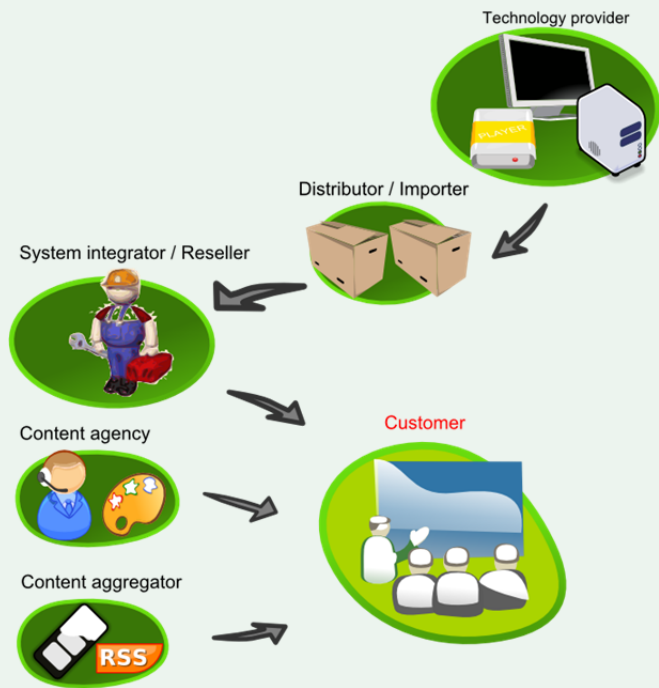 Technology provider
PLAYER
Distributor / Importer
System integrator / Reseller
Customer
Content agency
Content aggregator
RSS